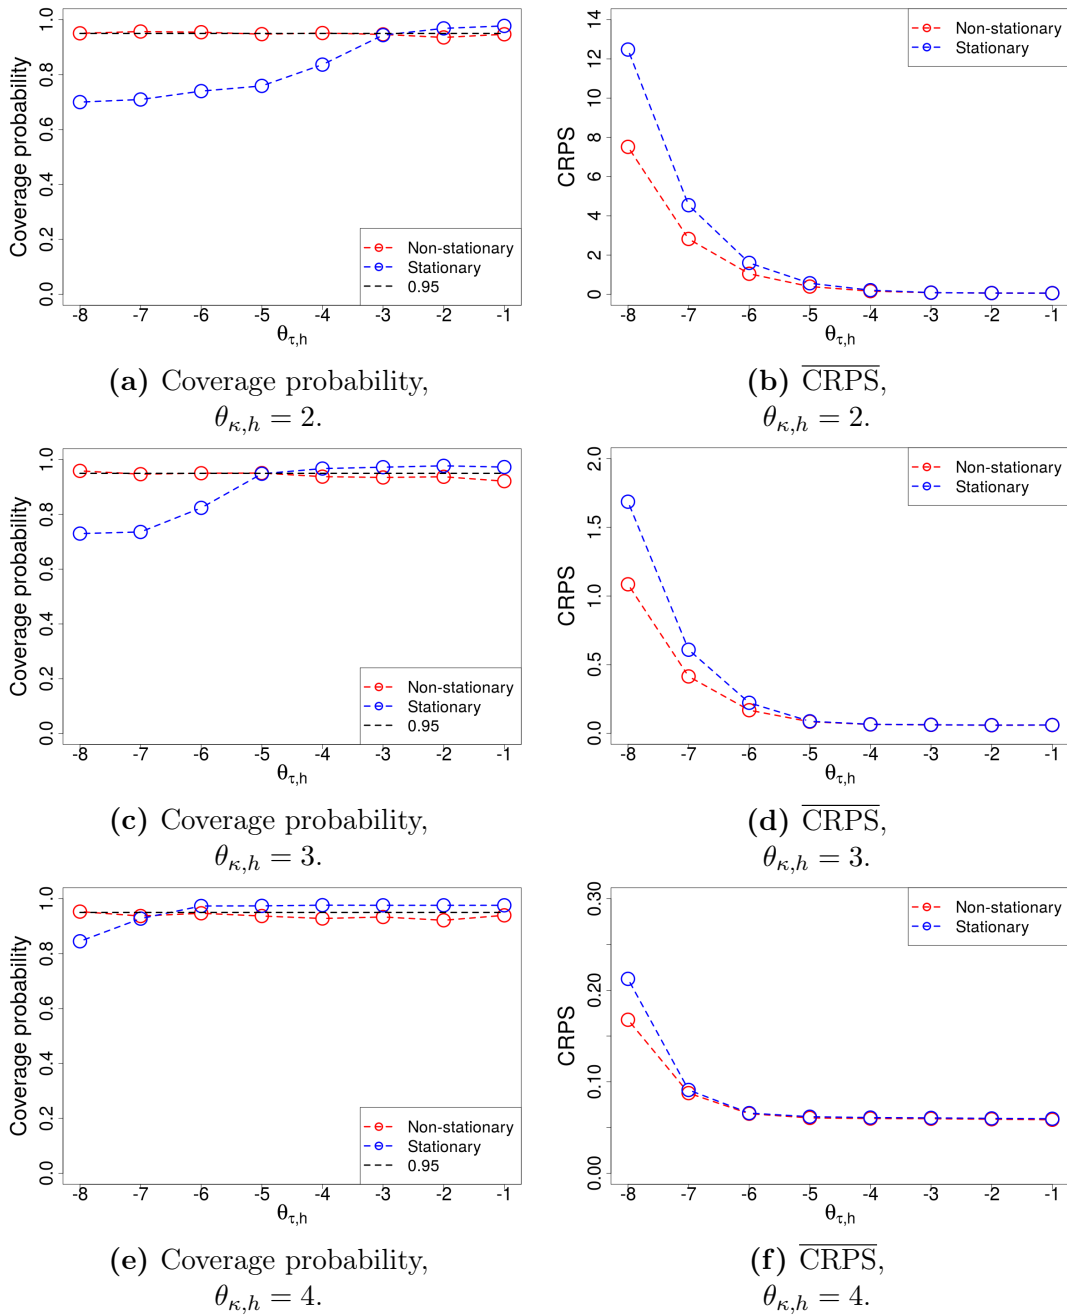 Coverage probability
0.0 0.2 0.4 0.6 0.8 1.0
Non-stationary
Stationary
0.95
-8 -7 -6 -5 -4 -3 -2 -1
θτ,h
(a) Coverage probability,
θκ,h = 2.
CRPS
0 2 4 6 8 10 12 14
Non-stationary
Stationary
-8 -7 -6 -5 -4 -3 -2 -1
θτ,h
(b) CRPS,
θκ,h = 2.
Coverage probability
0.0 0.2 0.4 0.6 0.8 1.0
Non-stationary
Stationary
0.95
-8 -7 -6 -5 -4 -3 -2 -1
θτ,h
(c) Coverage probability,
θκ,h = 3.
CRPS
0.0 0.5 1.0 1.5 2.0
Non-stationary
Stationary
-8 -7 -6 -5 -4 -3 -2 -1
θτ,h
(d) CRPS,
θκ,h = 3.
Coverage probability
0.0 0.2 0.4 0.6 0.8 1.0
Non-stationary
Stationary
0.95
-8 -7 -6 -5 -4 -3 -2 -1
θτ,h
(e) Coverage probability,
θκ,h = 4.
CRPS
0.00 0.10 0.20 0.30
Non-stationary
Stationary
-8 -7 -6 -5 -4 -3 -2 -1
θτ,h
(f) CRPS,
θκ,h = 4.